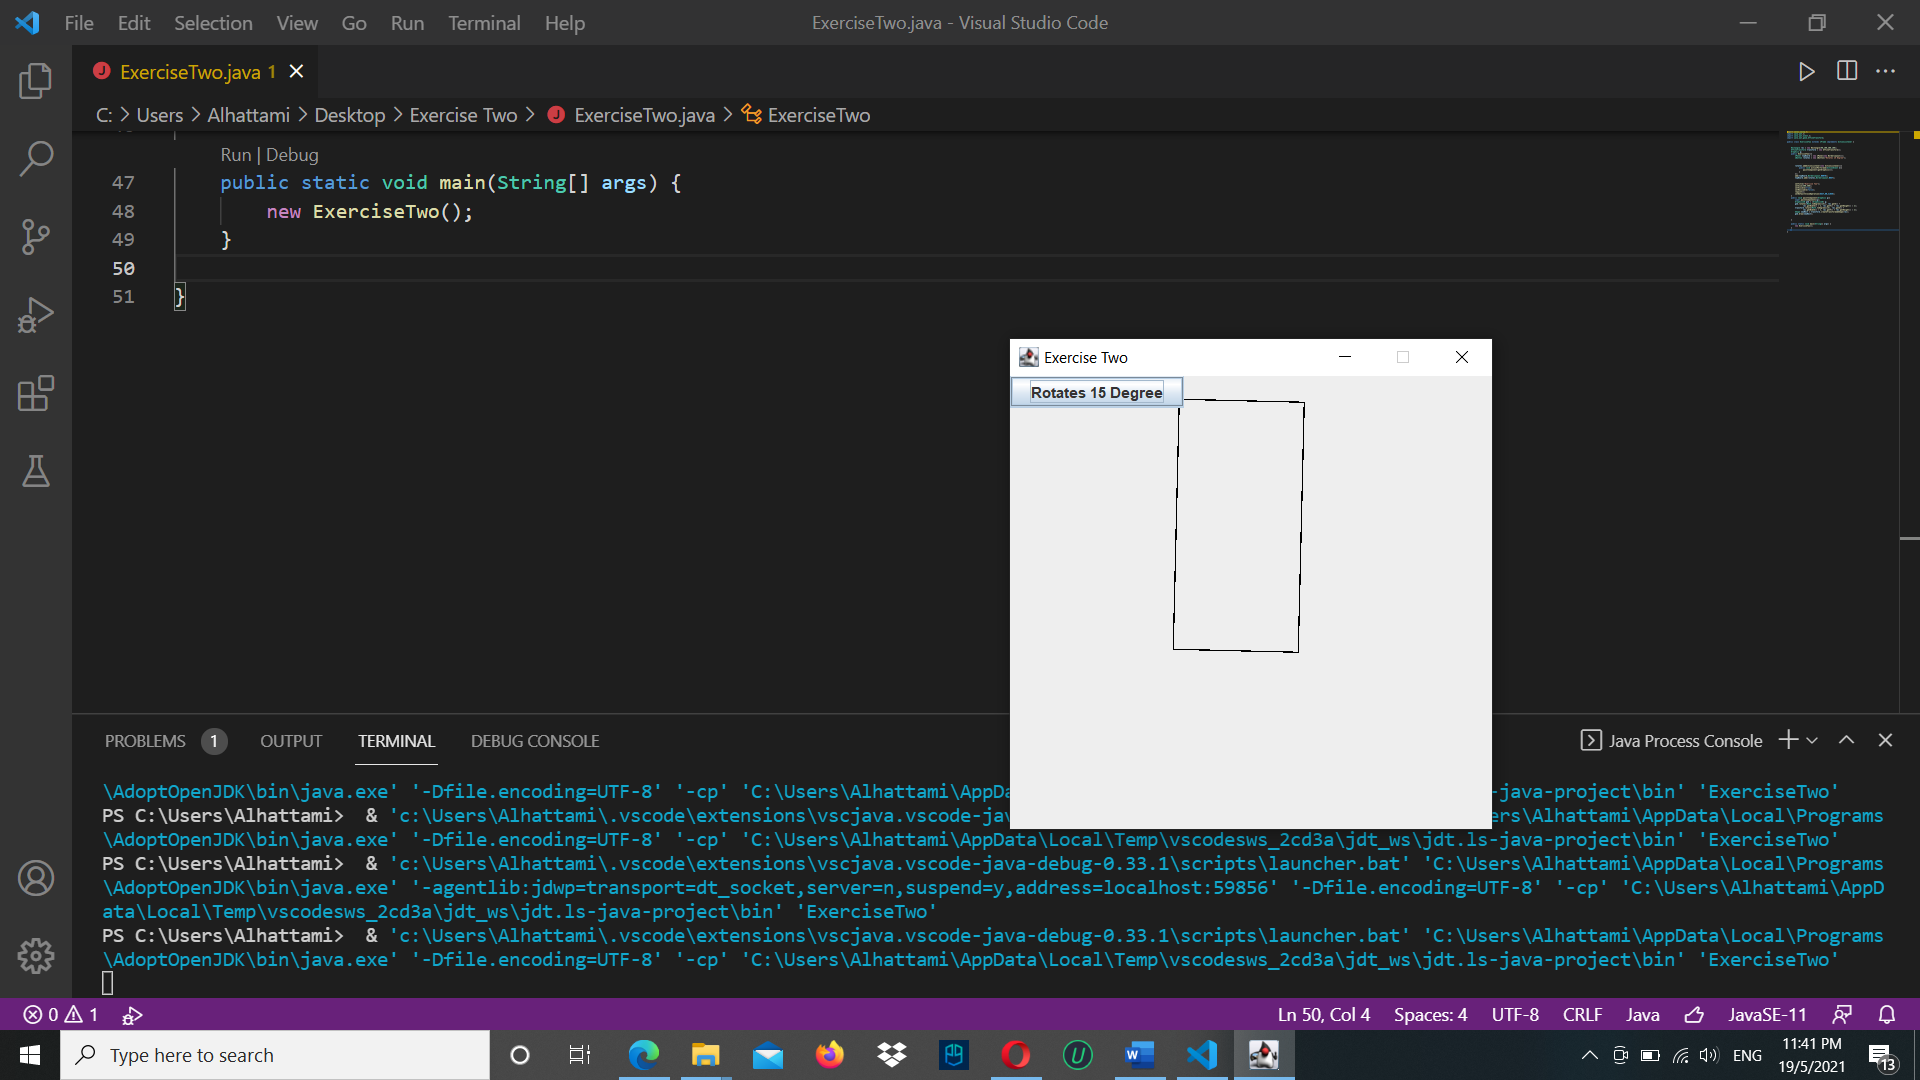 File Edit Selection View Go Run Terminal Help
ExerciseTwo.java - Visual Studio Code
ExerciseTwo.java 1
C: > Users > Alhattami > Desktop > Exercise Two > ExerciseTwo.java > ExerciseTwo
Run | Debug
47 public static void main(String[] args) {
48 new ExerciseTwo();
49 }
50
51 }
Exercise Two
Rotates 15 Degree
PROBLEMS 1 OUTPUT TERMINAL DEBUG CONSOLE
Java Process Console
\AdoptOpenJDK\bin\java.exe' '-Dfile.encoding=UTF-8' '-cp' 'C:\Users\Alhattami\AppDa -java-project\bin' 'ExerciseTwo'
PS C:\Users\Alhattami> & 'c:\Users\Alhattami\.vscode\extensions\vscjava.vscode-jav ers\Alhattami\AppData\Local\Programs
\AdoptOpenJDK\bin\java.exe' '-Dfile.encoding=UTF-8' '-cp' 'C:\Users\Alhattami\AppData\Local\Temp\vscodesws_2cd3a\jdt_ws\jdt.ls-java-project\bin' 'ExerciseTwo'
PS C:\Users\Alhattami> & 'c:\Users\Alhattami\.vscode\extensions\vscjava.vscode-java-debug-0.33.1\scripts\launcher.bat' 'C:\Users\Alhattami\AppData\Local\Programs
\AdoptOpenJDK\bin\java.exe' '-agentlib:jdwp=transport=dt_socket,server=n,suspend=y,address=localhost:59856' '-Dfile.encoding=UTF-8' '-cp' 'C:\Users\Alhattami\AppD
ata\Local\Temp\vscodesws_2cd3a\jdt_ws\jdt.ls-java-project\bin' 'ExerciseTwo'
PS C:\Users\Alhattami> & 'c:\Users\Alhattami\.vscode\extensions\vscjava.vscode-java-debug-0.33.1\scripts\launcher.bat' 'C:\Users\Alhattami\AppData\Local\Programs
\AdoptOpenJDK\bin\java.exe' '-Dfile.encoding=UTF-8' '-cp' 'C:\Users\Alhattami\AppData\Local\Temp\vscodesws_2cd3a\jdt_ws\jdt.ls-java-project\bin' 'ExerciseTwo'
0 1
Ln 50, Col 4 Spaces: 4 UTF-8 CRLF Java JavaSE-11
Type here to search
ENG
11:41 PM
19/5/2021
13